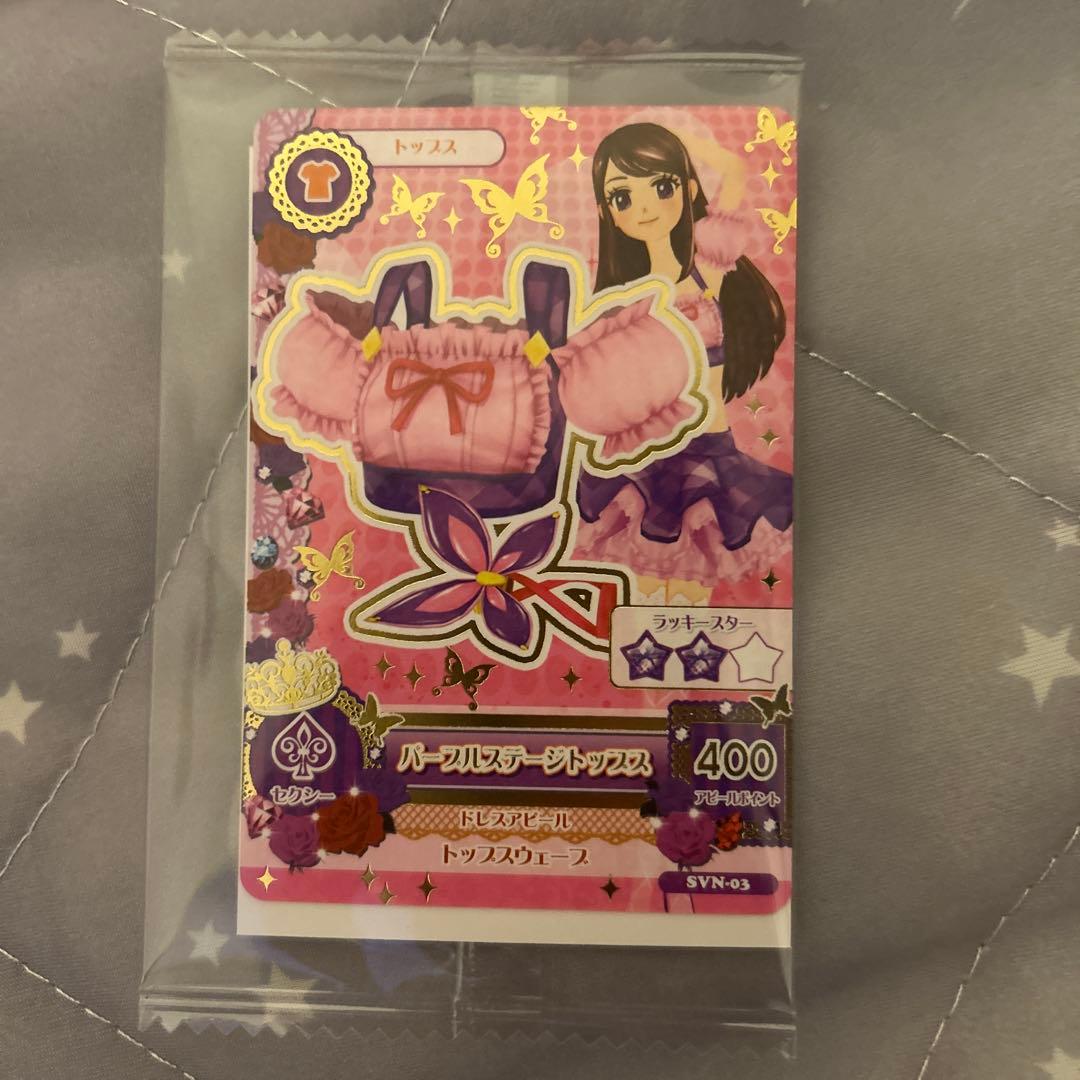 トップス
ラッキースター
パープルステージトップス
400
アピールポイント
セクシー
ドレスアピール
トップスウェーブ
SVN-03